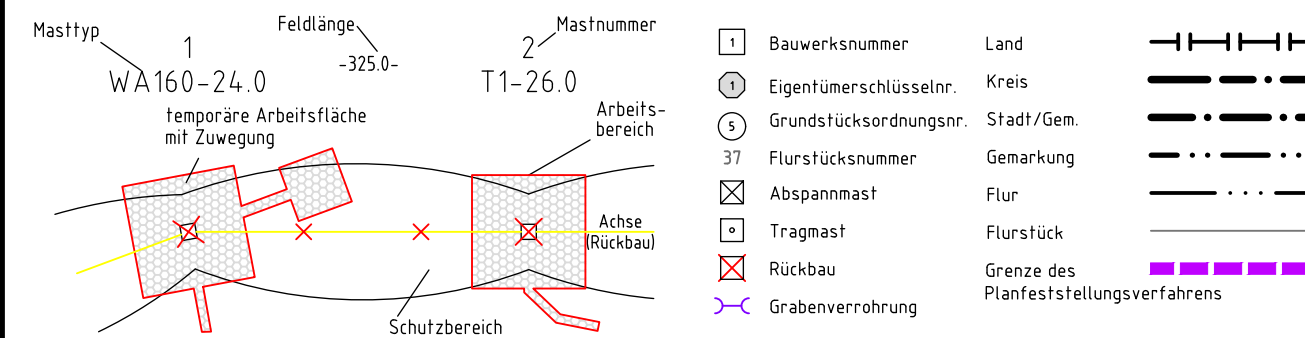 Masttyp
Feldlänge
Mastnummer
1
-325.0-
2
WA160-24.0
T1-26.0
temporäre Arbeitsfläche
mit Zuwegung
Arbeits-
bereich
Achse
(Rückbau)
Schutzbereich
1 Bauwerksnummer
1 Eigentümerschlüsselnr.
5 Grundstücksordnungsnr.
37 Flurstücksnummer
Abspannmast
Tragmast
Rückbau
Grabenverrohrung
Land
Kreis
Stadt/Gem.
Gemarkung
Flur
Flurstück
Grenze des
Planfeststellungsverfahrens